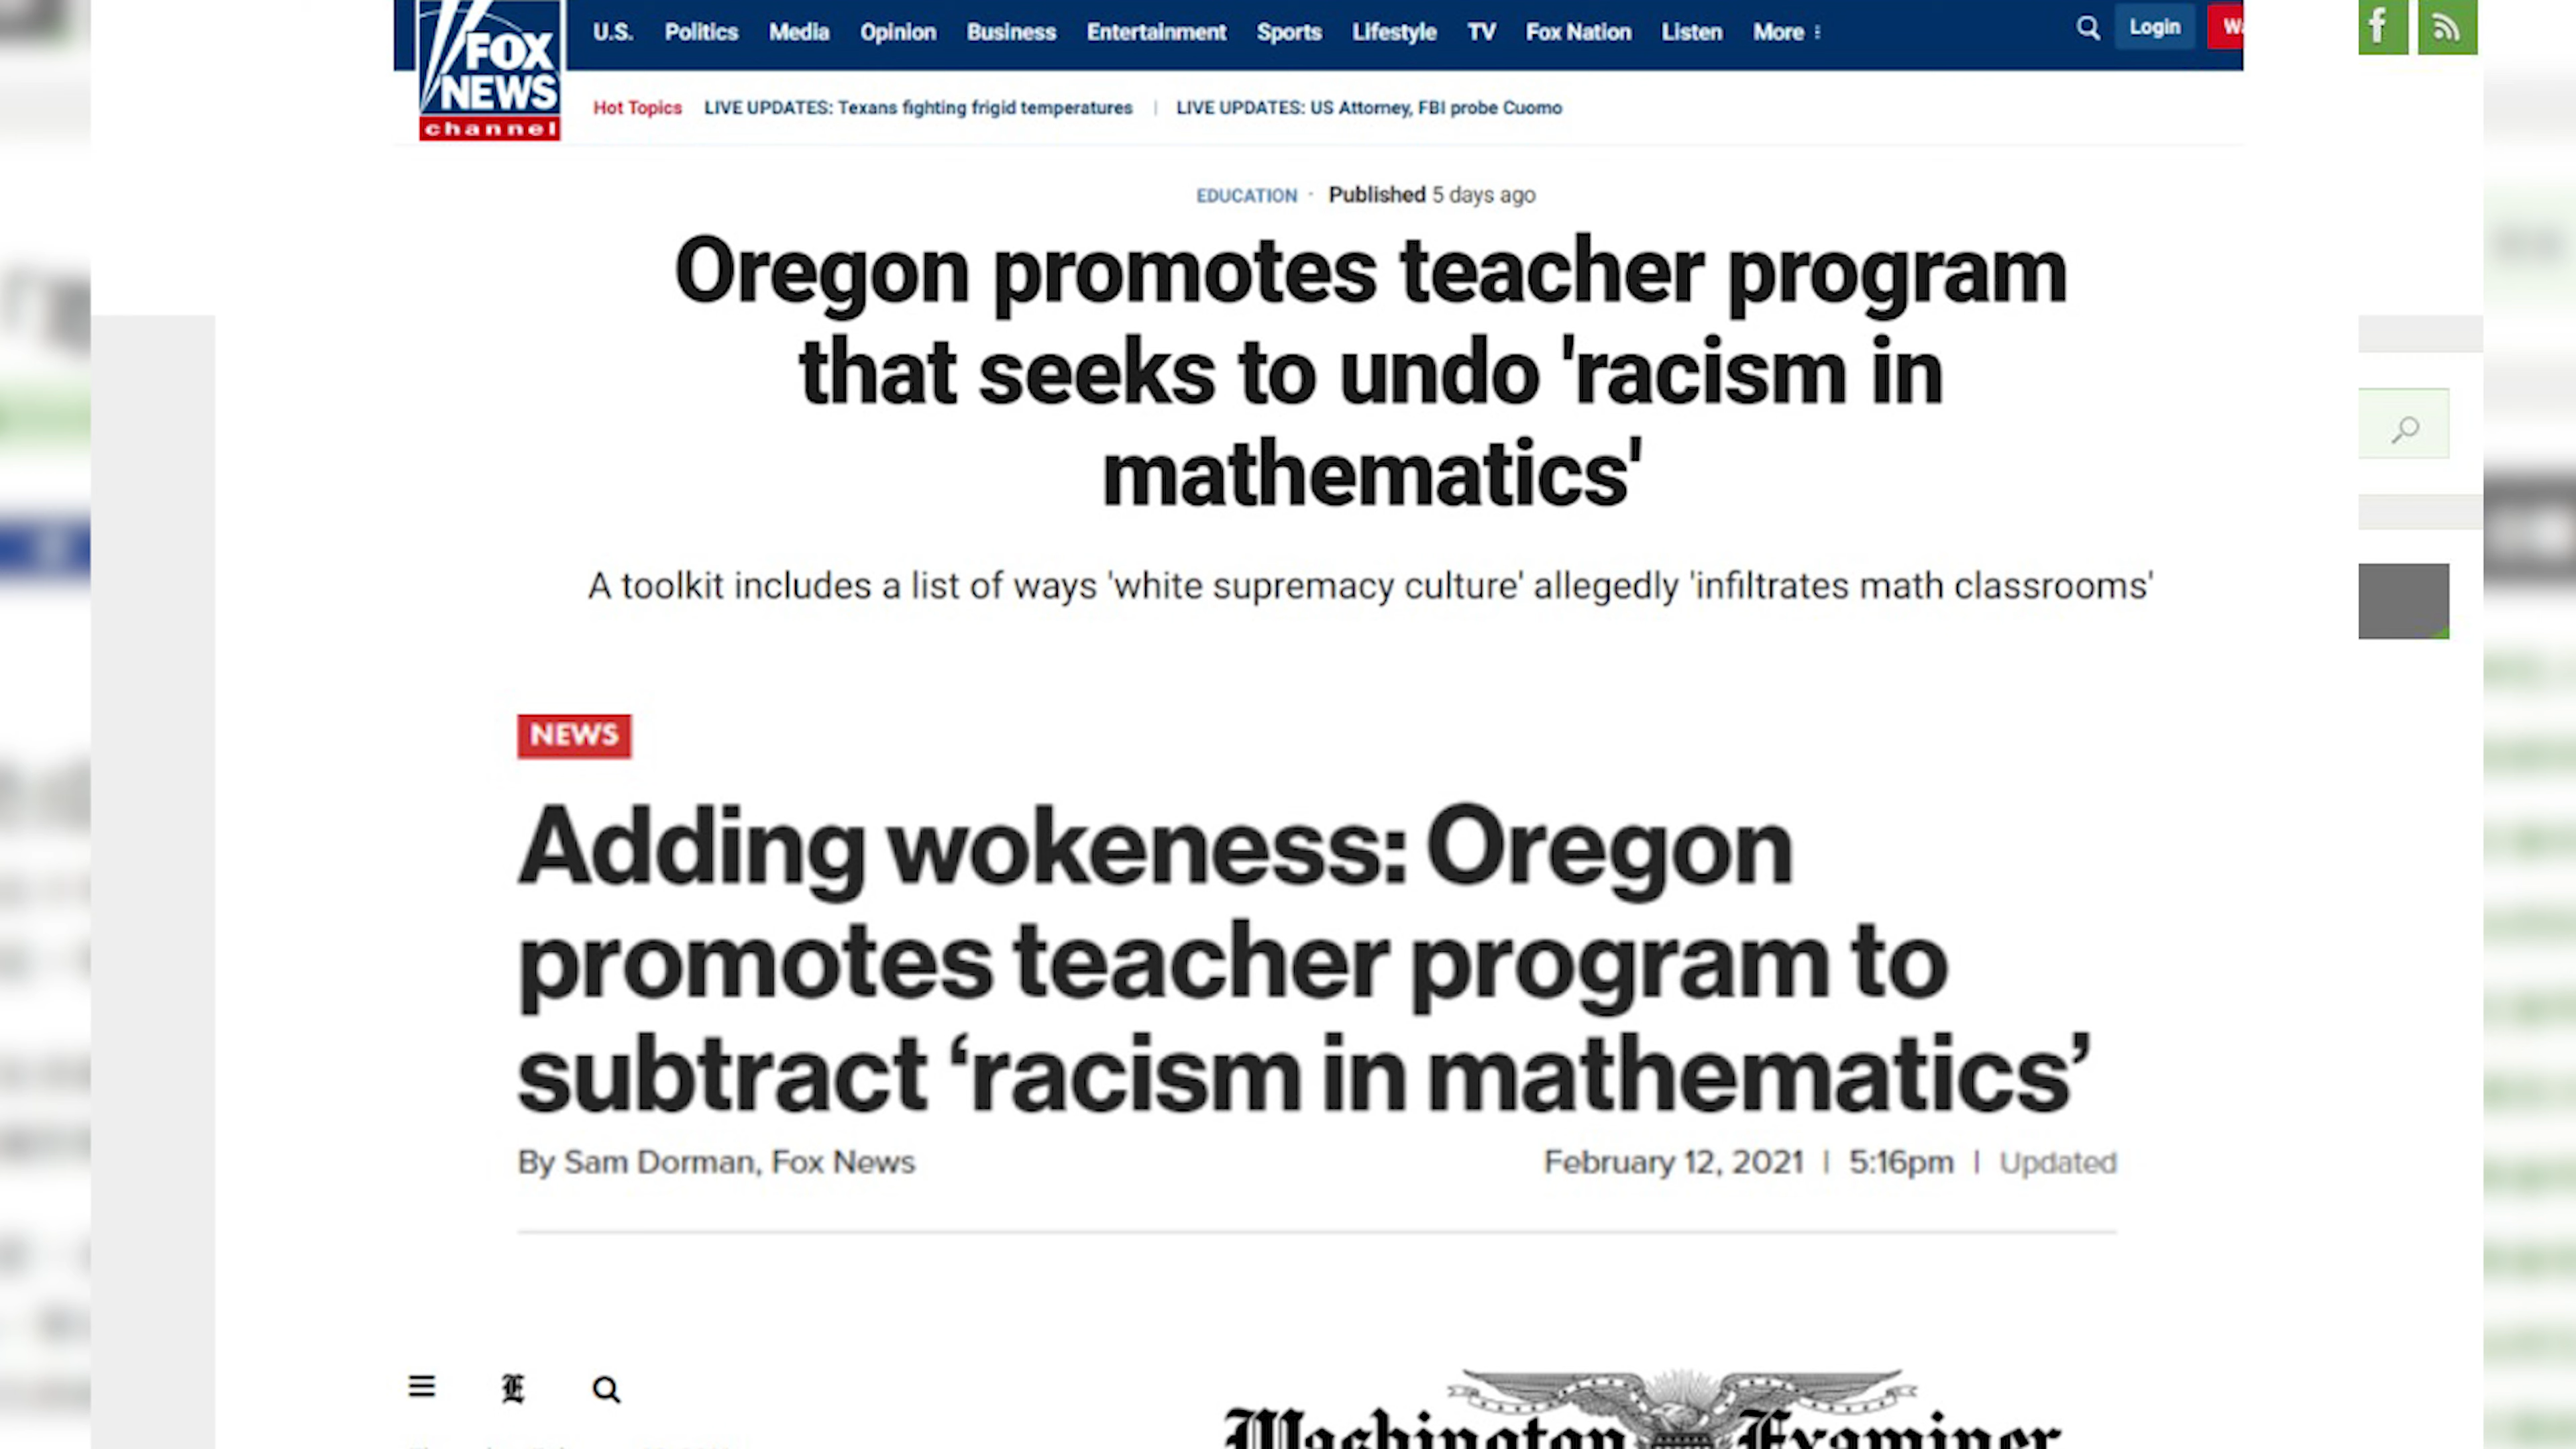 FOX
NEWS
channel
U.S. Politics Media Opinion Business Entertainment Sports Lifestyle TV Fox Nation Listen More Login
Hot Topics LIVE UPDATES: Texans fighting frigid temperatures | LIVE UPDATES: US Attorney, FBI probe Cuomo
EDUCATION · Published 5 days ago
Oregon promotes teacher program
that seeks to undo 'racism in
mathematics'
A toolkit includes a list of ways 'white supremacy culture' allegedly 'infiltrates math classrooms'
NEWS
Adding wokeness: Oregon
promotes teacher program to
subtract ‘racism in mathematics’
By Sam Dorman, Fox News February 12, 2021 | 5:16pm | Updated
E
Washington Examiner